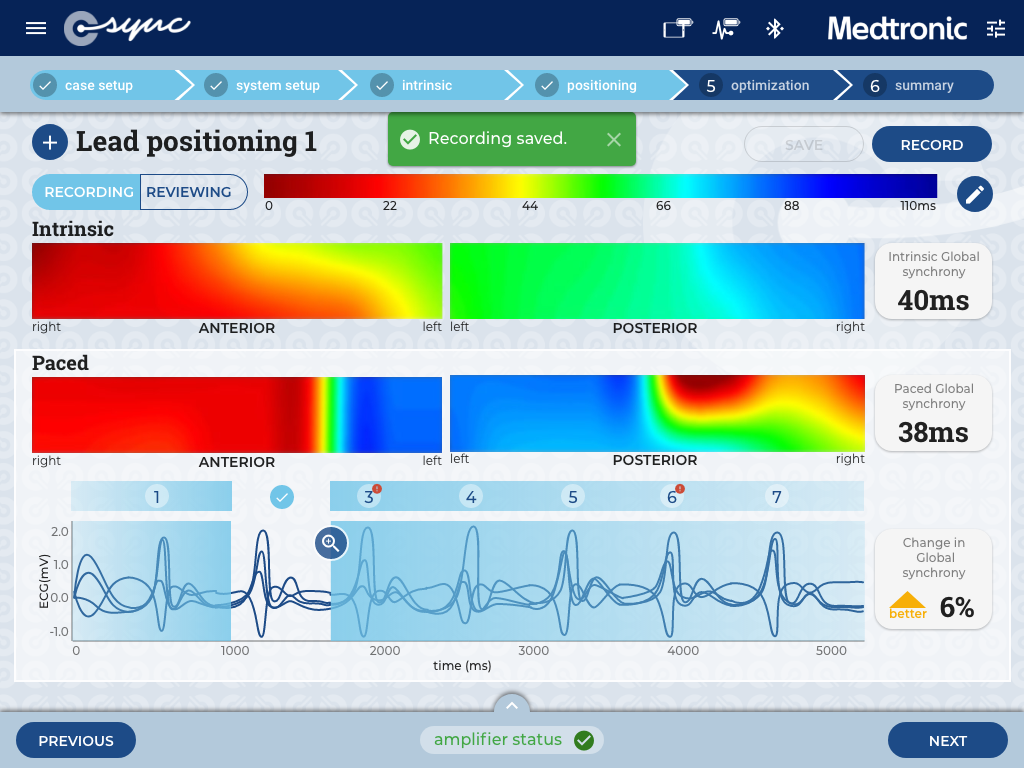 sync
Medtronic
case setup
system setup
intrinsic
positioning
5 optimization
6 summary
Lead positioning 1
Recording saved.
SAVE
RECORD
RECORDING
REVIEWING
0 22 44 66 88 110ms
Intrinsic
right ANTERIOR left
left POSTERIOR right
Intrinsic Global
synchrony
40ms
Paced
right ANTERIOR left
left POSTERIOR right
Paced Global
synchrony
38ms
1 3 4 5 6 7
ECG(mV)
2.0
1.0
0.0
-1.0
0 1000 2000 3000 4000 5000
time (ms)
Change in
Global
synchrony
better 6%
PREVIOUS
amplifier status
NEXT